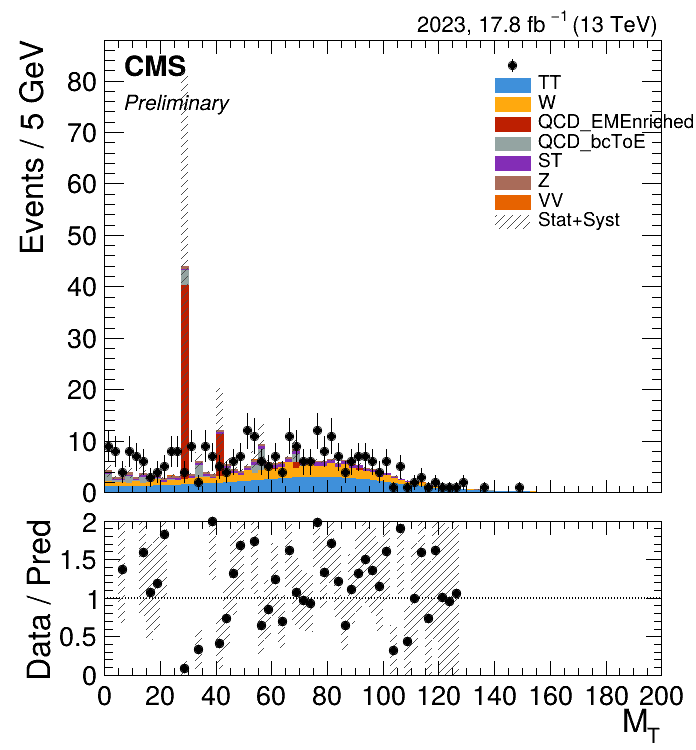 2023, 17.8 fb⁻¹ (13 TeV)
CMS
Preliminary
Events / 5 GeV
80
70
60
50
40
30
20
10
0
TT
W
QCD_EMEnriched
QCD_bcToE
ST
Z
VV
Stat+Syst
Data / Pred
2
1.5
1
0.5
0
0 20 40 60 80 100 120 140 160 180 200
M_T